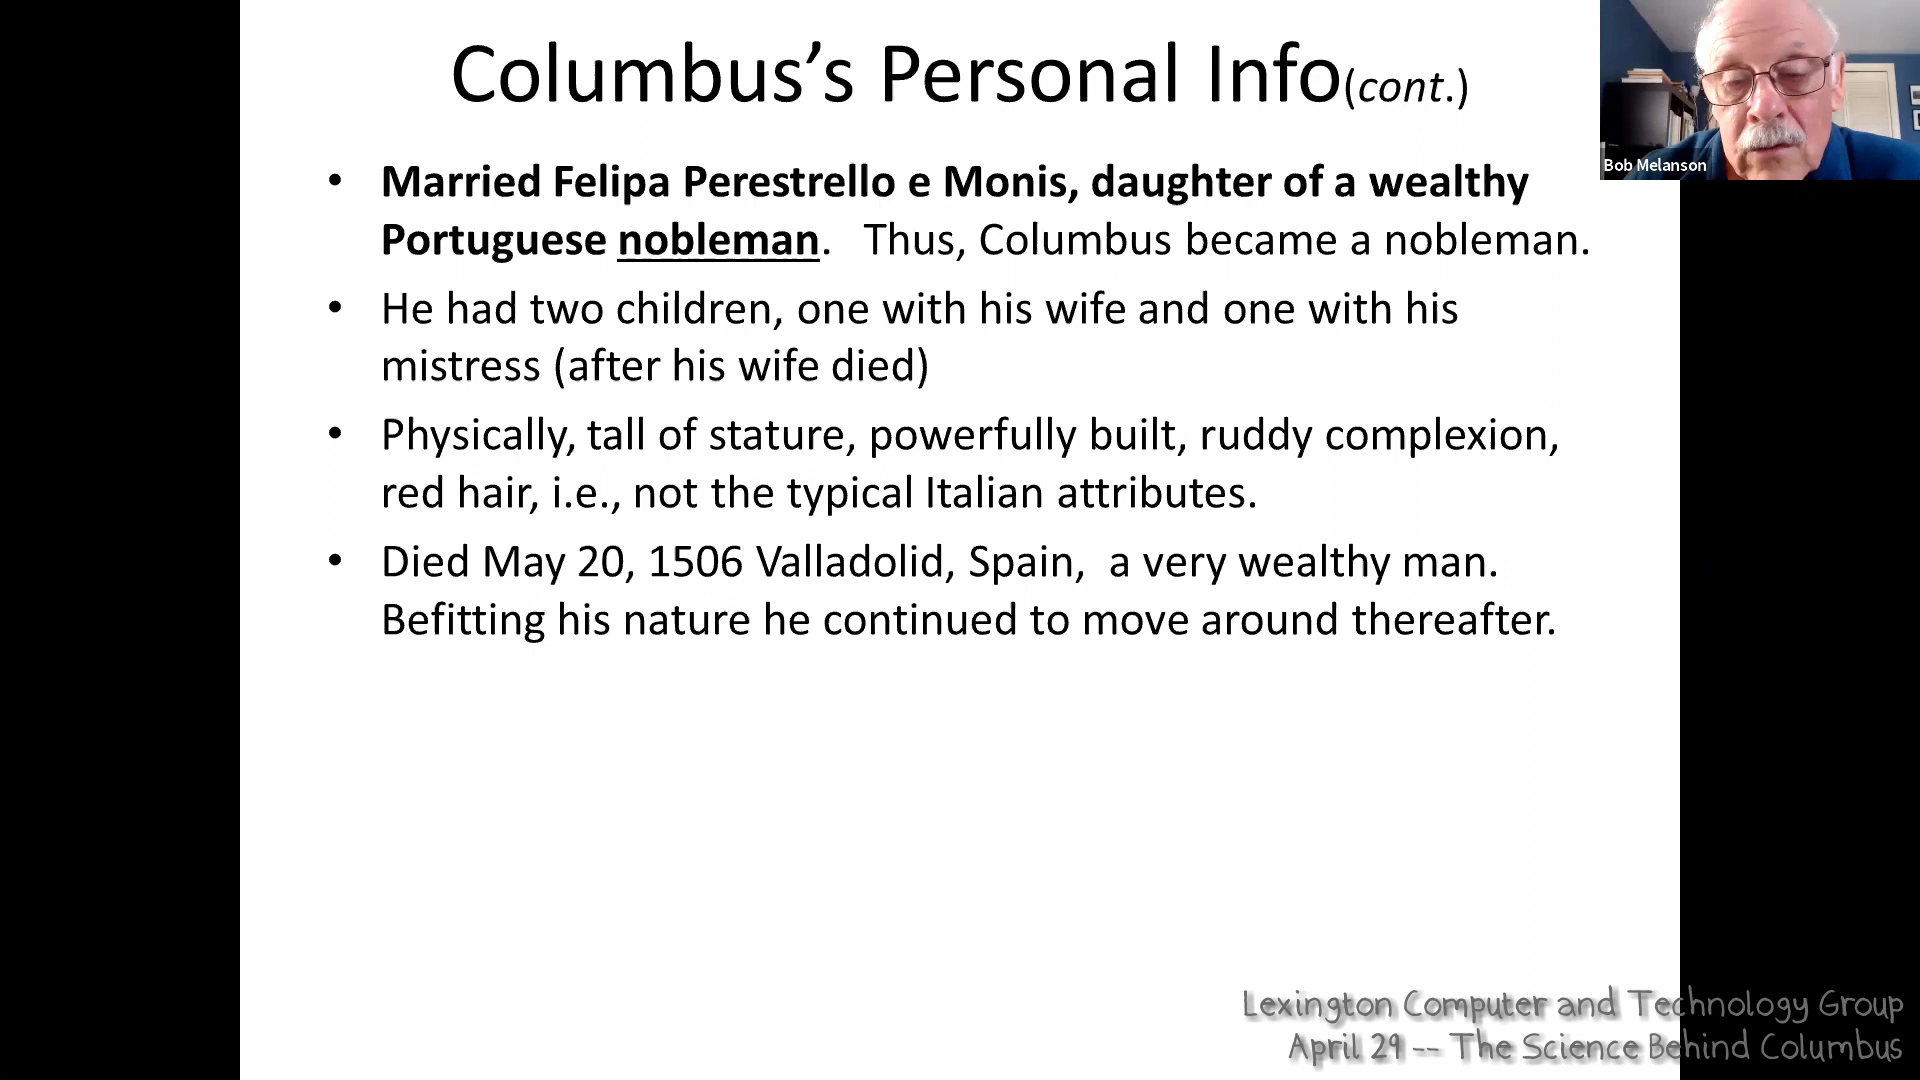 Columbus’s Personal Info(cont.)
Bob Melanson
• Married Felipa Perestrello e Monis, daughter of a wealthy
Portuguese nobleman.   Thus, Columbus became a nobleman.
• He had two children, one with his wife and one with his
mistress (after his wife died)
• Physically, tall of stature, powerfully built, ruddy complexion,
red hair, i.e., not the typical Italian attributes.
• Died May 20, 1506 Valladolid, Spain,  a very wealthy man.
Befitting his nature he continued to move around thereafter.
Lexington Computer and Technology Group
April 29 -- The Science Behind Columbus